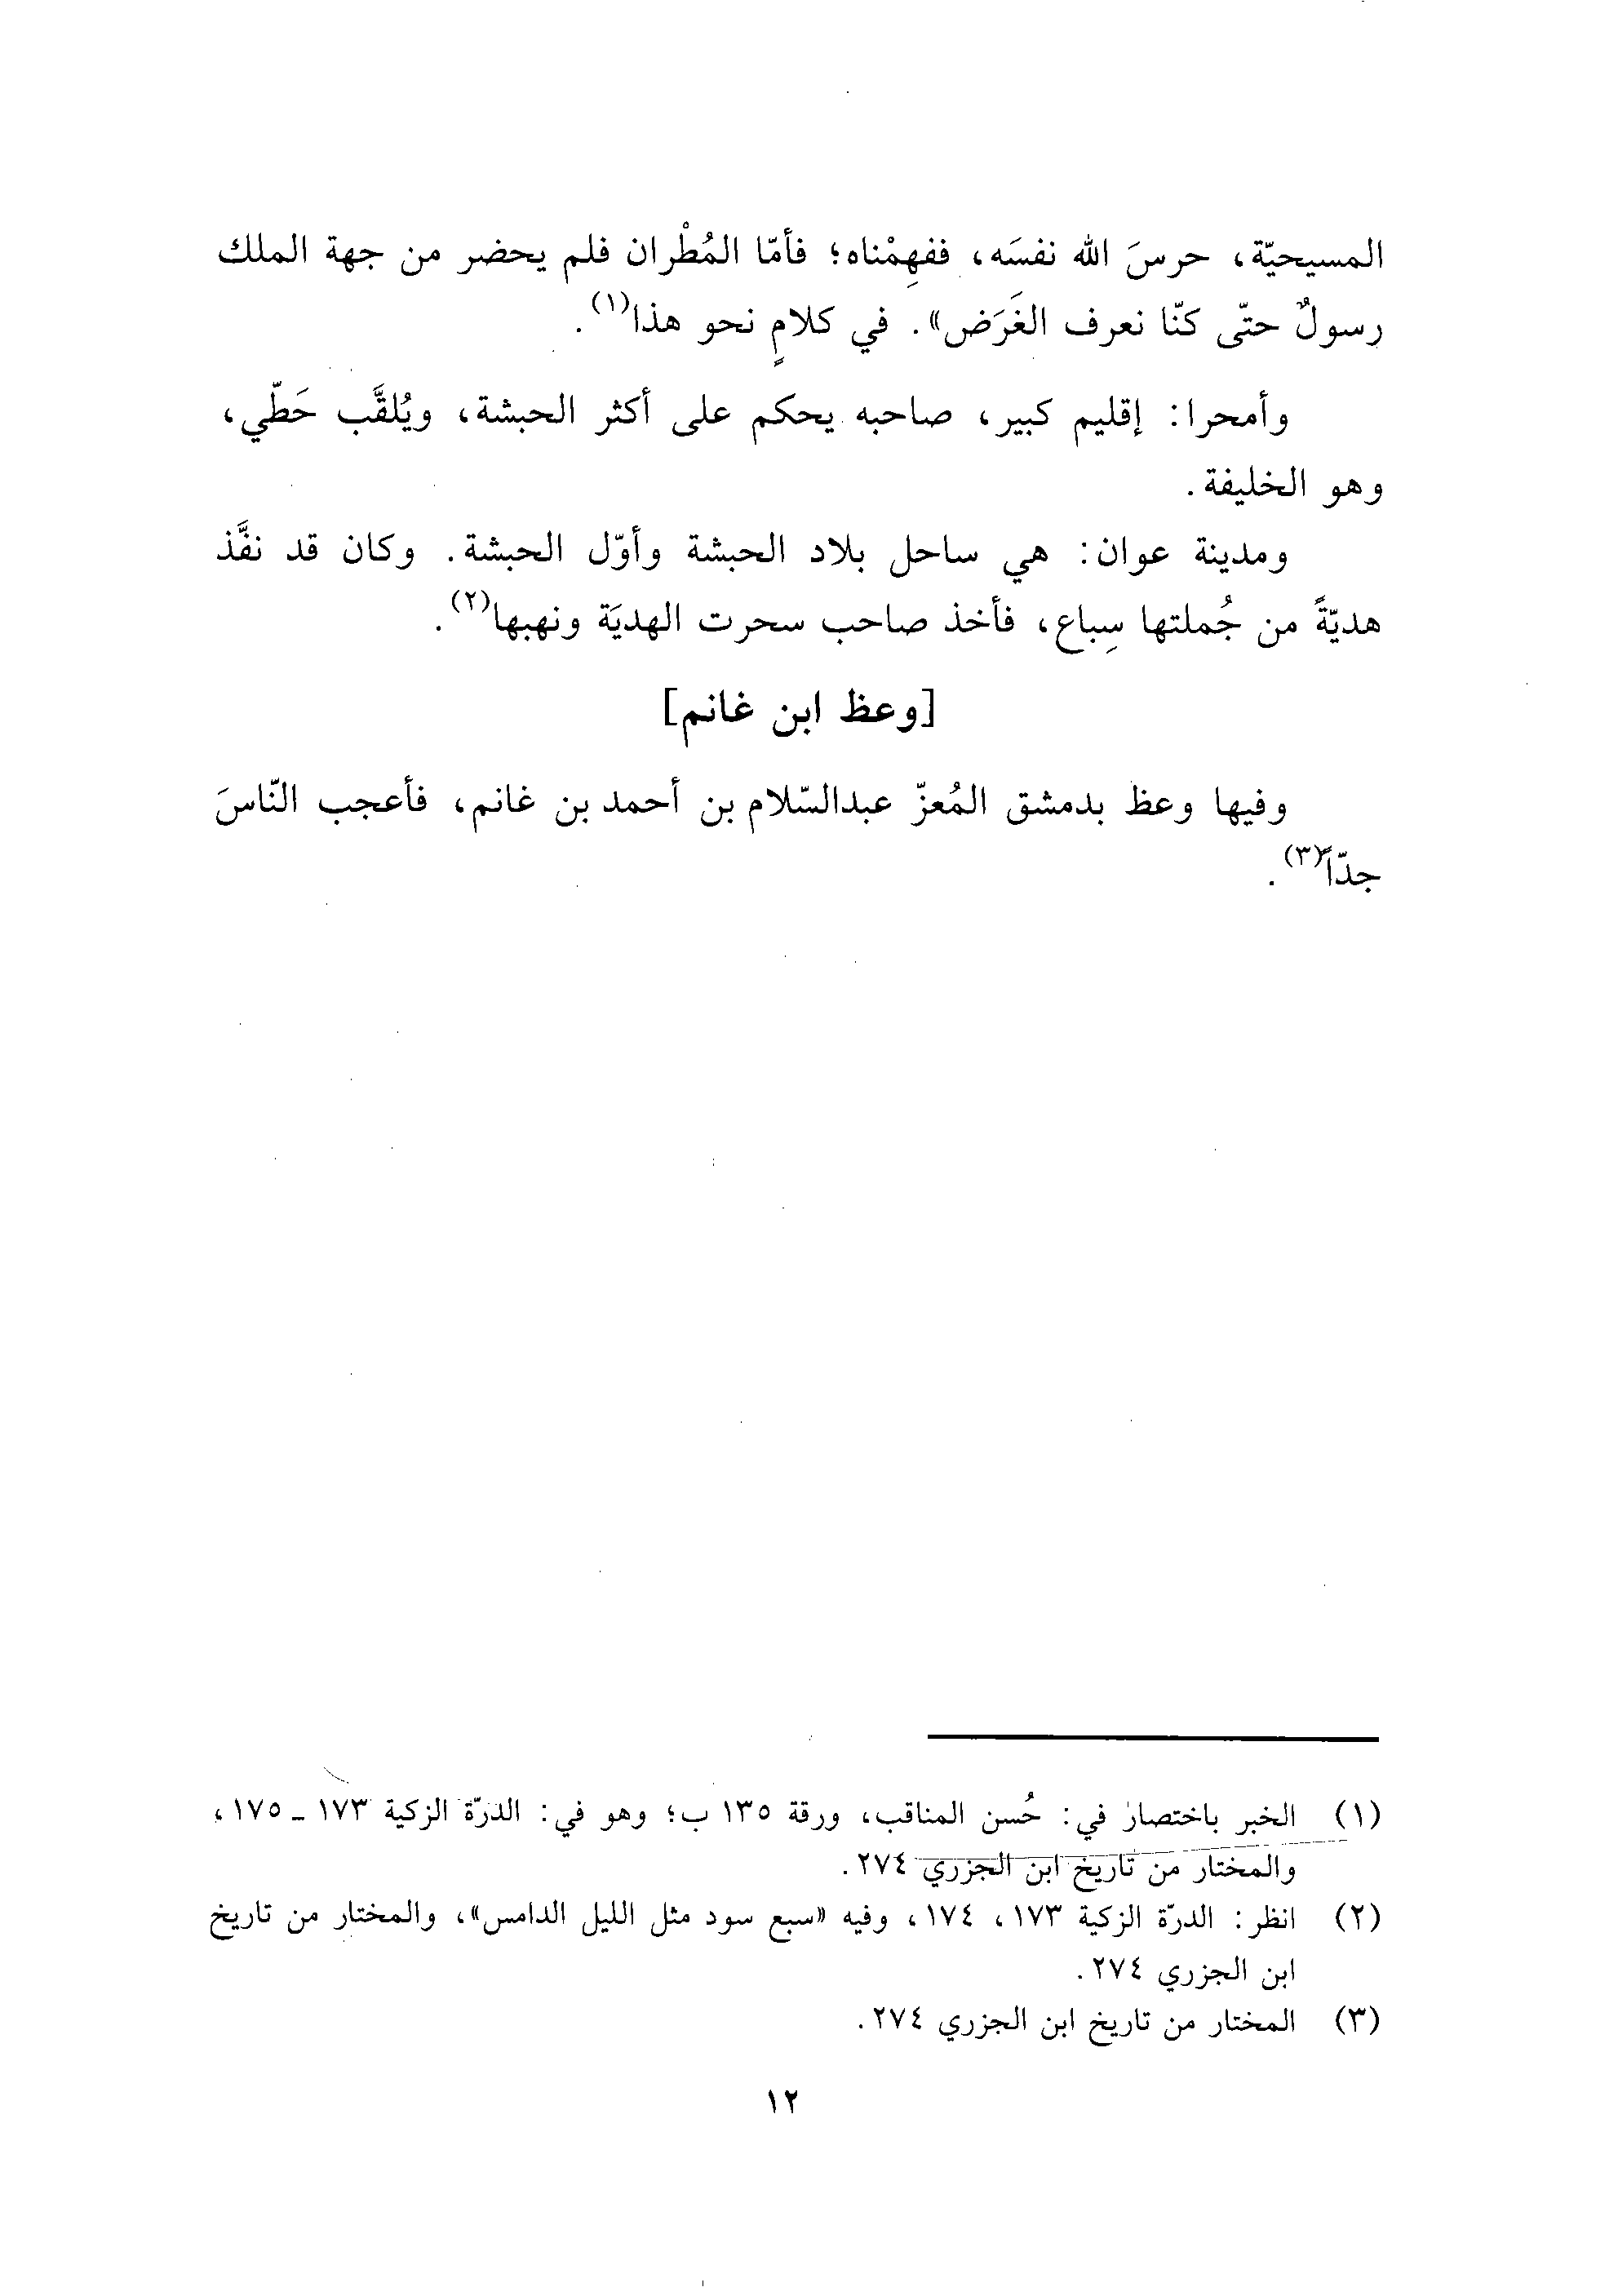 المسيحيّة، حرسَ الله نفسَه، ففهِمْناه؛ فأمّا المُطْران فلم يحضر من جهة الملك
رسولٌ حتّى كنّا نعرف الغَرَض». في كلامٍ نحو هذا(١).
وأمحرا: إقليم كبير، صاحبه يحكم على أكثر الحبشة، ويُلقَّب حَطّي،
وهو الخليفة.
ومدينة عوان: هي ساحل بلاد الحبشة وأوّل الحبشة. وكان قد نفَّذ
هديّةً من جُملتها سِباع، فأخذ صاحب سحرت الهديَة ونهبها(٢).
[وعظ ابن غانم]
وفيها وعظ بدمشق المُعزّ عبدالسّلام بن أحمد بن غانم، فأعجب النّاسَ
جدّاً(٣).
(١) الخبر باختصار في: حُسن المناقب، ورقة ١٣٥ ب؛ وهو في: الدرّة الزكية ١٧٣ ـ ١٧٥،
والمختار من تاريخ ابن الجزري ٢٧٤.
(٢) انظر: الدرّة الزكية ١٧٣، ١٧٤، وفيه «سبع سود مثل الليل الدامس»، والمختار من تاريخ
ابن الجزري ٢٧٤.
(٣) المختار من تاريخ ابن الجزري ٢٧٤.
١٢